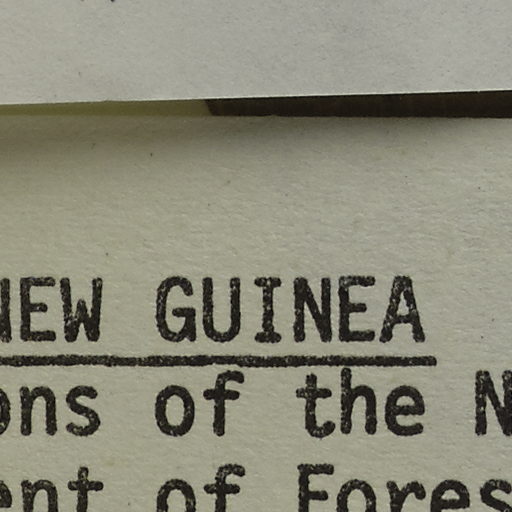 NEW GUINEA
ons of the N
ent of Fores